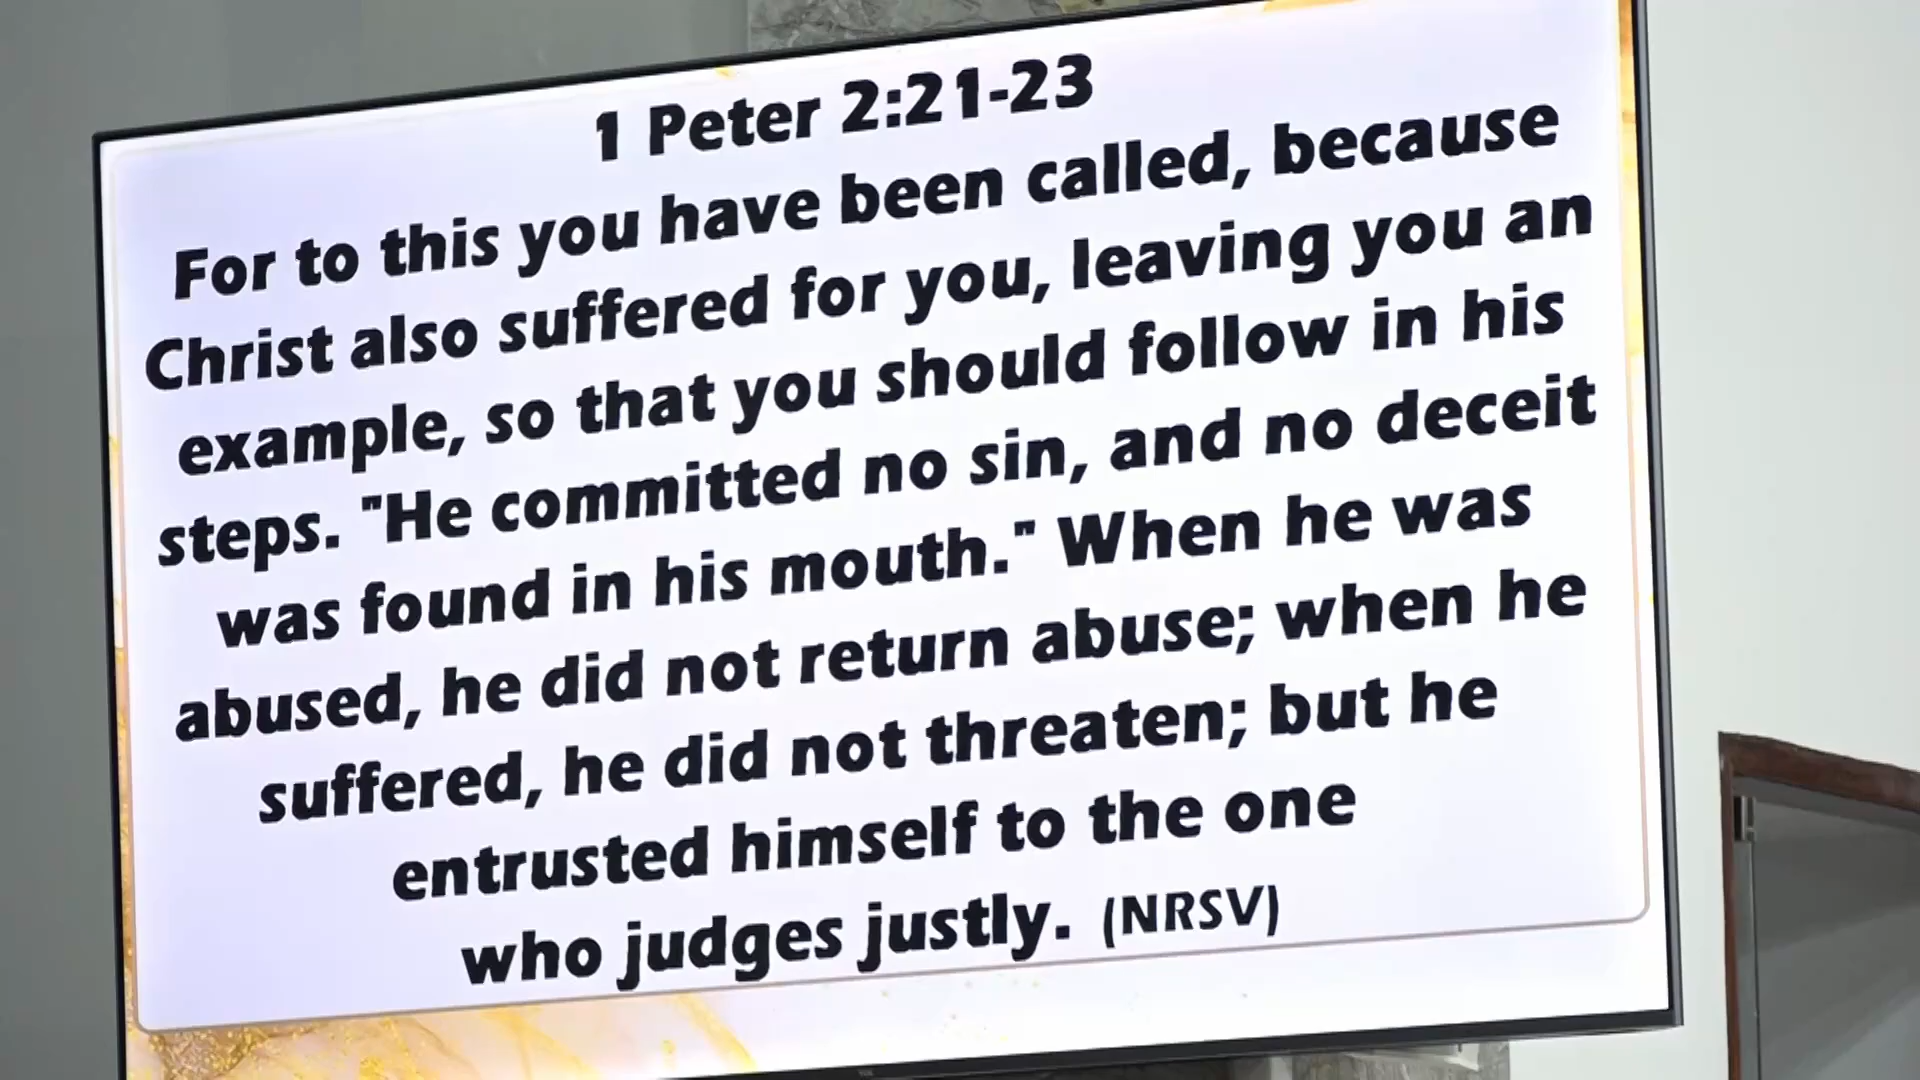 1 Peter 2:21-23
For to this you have been called, because
Christ also suffered for you, leaving you an
example, so that you should follow in his
steps. "He committed no sin, and no deceit
was found in his mouth." When he was
abused, he did not return abuse; when he
suffered, he did not threaten; but he
entrusted himself to the one
who judges justly. (NRSV)